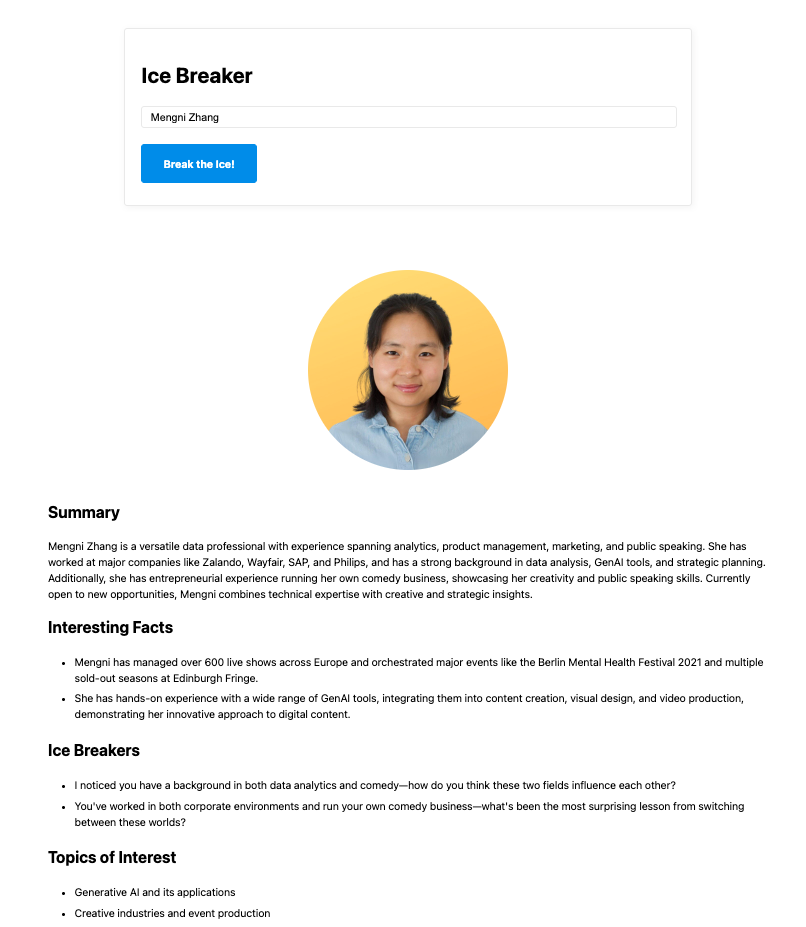 Ice Breaker
Mengni Zhang
Break the Ice!
Summary
Mengni Zhang is a versatile data professional with experience spanning analytics, product management, marketing, and public speaking. She has
worked at major companies like Zalando, Wayfair, SAP, and Philips, and has a strong background in data analysis, GenAI tools, and strategic planning.
Additionally, she has entrepreneurial experience running her own comedy business, showcasing her creativity and public speaking skills. Currently
open to new opportunities, Mengni combines technical expertise with creative and strategic insights.
Interesting Facts
• Mengni has managed over 600 live shows across Europe and orchestrated major events like the Berlin Mental Health Festival 2021 and multiple
sold-out seasons at Edinburgh Fringe.
• She has hands-on experience with a wide range of GenAI tools, integrating them into content creation, visual design, and video production,
demonstrating her innovative approach to digital content.
Ice Breakers
• I noticed you have a background in both data analytics and comedy—how do you think these two fields influence each other?
• You've worked in both corporate environments and run your own comedy business—what's been the most surprising lesson from switching
between these worlds?
Topics of Interest
• Generative AI and its applications
• Creative industries and event production